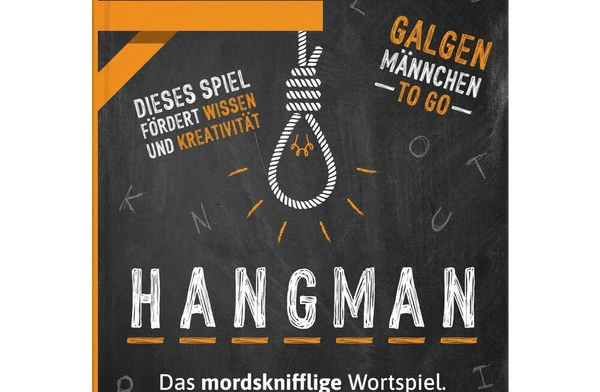 DIESES SPIEL
FÖRDERT WISSEN
UND KREATIVITÄT
GALGEN
MÄNNCHEN
TO GO
K
N
U
O
T
HANGMAN
Das mordsknifflige Wortspiel.